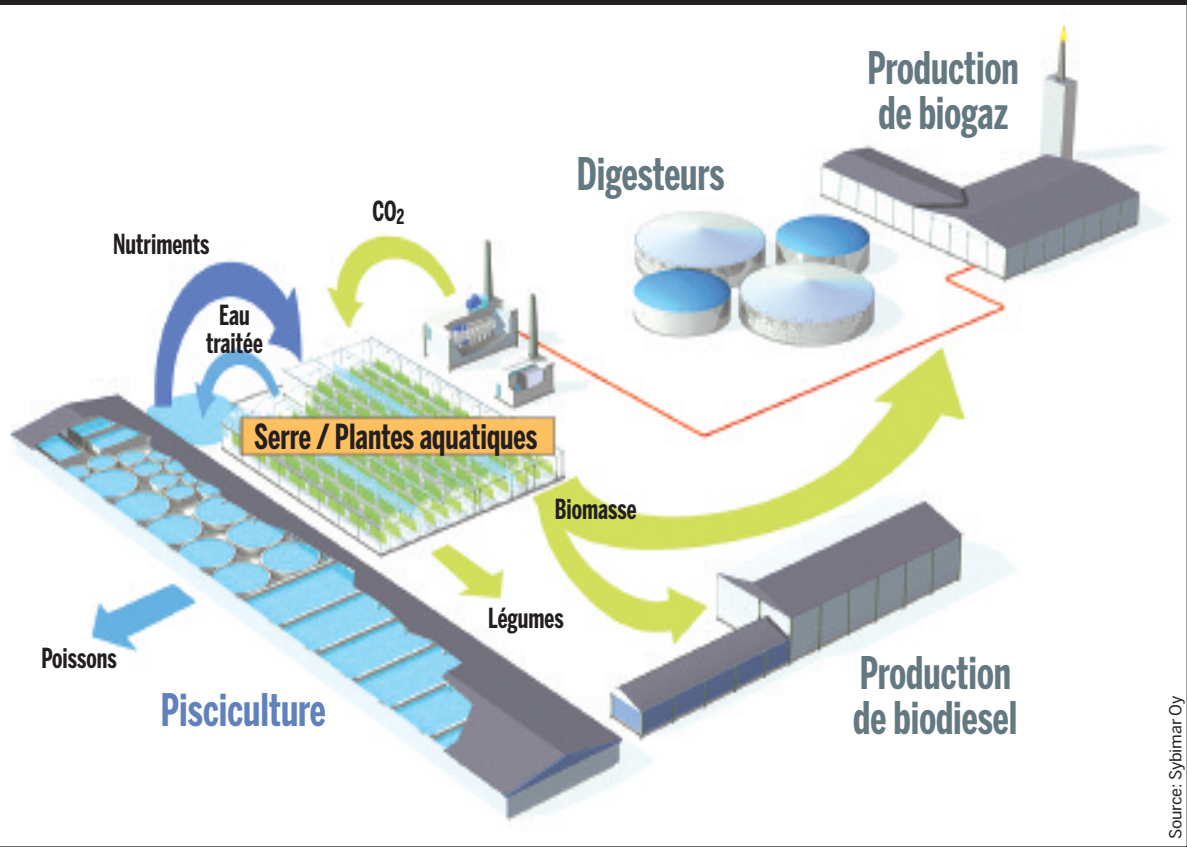 Production
de biogaz
Digesteurs
CO₂
Nutriments
Eau
traitée
Serre / Plantes aquatiques
Biomasse
Légumes
Poissons
Pisciculture
Production
de biodiesel
Source: Sybimar Oy